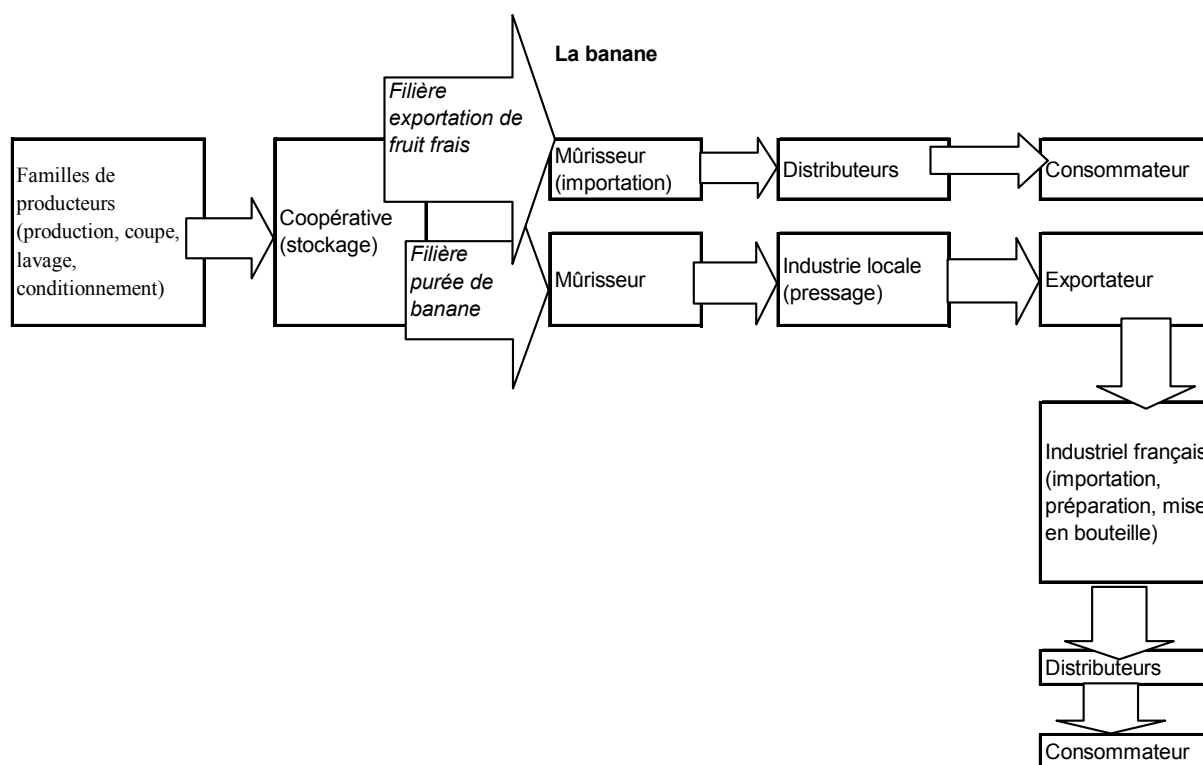 La banane
Familles de
producteurs
(production, coupe,
lavage,
conditionnement)
Coopérative
(stockage)
Filière
exportation de
fruit frais
Mûrisseur
(importation)
Distributeurs
Consommateur
Filière
purée de
banane
Mûrisseur
Industrie locale
(pressage)
Exportateur
Industriel français
(importation,
préparation, mise
en bouteille)
Distributeurs
Consommateur